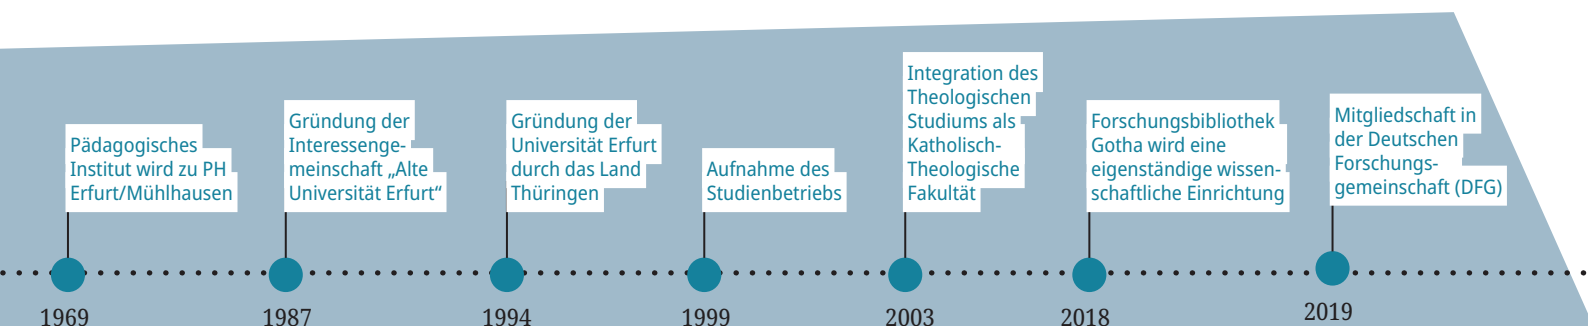 Pädagogisches
Institut wird zu PH
Erfurt/Mühlhausen
1969
Gründung der
Interessenge-
meinschaft „Alte
Universität Erfurt“
1987
Gründung der
Universität Erfurt
durch das Land
Thüringen
1994
Aufnahme des
Studienbetriebs
1999
Integration des
Theologischen
Studiums als
Katholisch-
Theologische
Fakultät
2003
Forschungsbibliothek
Gotha wird eine
eigenständige wissen-
schaftliche Einrichtung
2018
Mitgliedschaft in
der Deutschen
Forschungs-
gemeinschaft (DFG)
2019